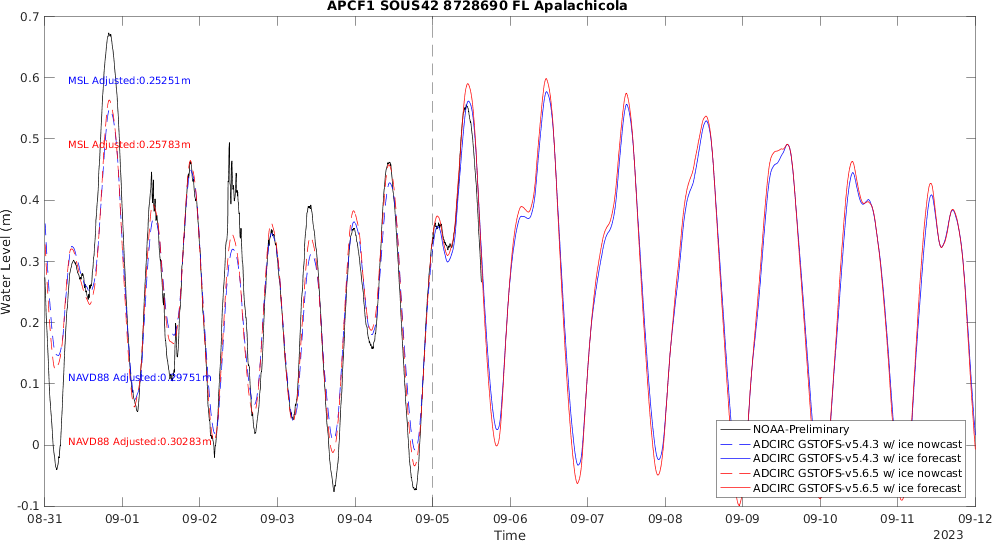 APCF1 SOUS42 8728690 FL Apalachicola
0.7
0.6
0.5
0.4
0.3
0.2
0.1
0
-0.1
Water Level (m)
MSL Adjusted:0.25251m
MSL Adjusted:0.25783m
NAVD88 Adjusted:0.29751m
NAVD88 Adjusted:0.30283m
NOAA-Preliminary
ADCIRC GSTOFS-v5.4.3 w/ ice nowcast
ADCIRC GSTOFS-v5.4.3 w/ ice forecast
ADCIRC GSTOFS-v5.6.5 w/ ice nowcast
ADCIRC GSTOFS-v5.6.5 w/ ice forecast
08-31 09-01 09-02 09-03 09-04 09-05 09-06 09-07 09-08 09-09 09-10 09-11 09-12
Time
2023